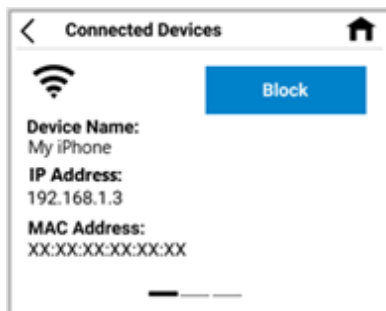 Connected Devices
Block
Device Name:
My iPhone
IP Address:
192.168.1.3
MAC Address:
XX:XX:XX:XX:XX:XX